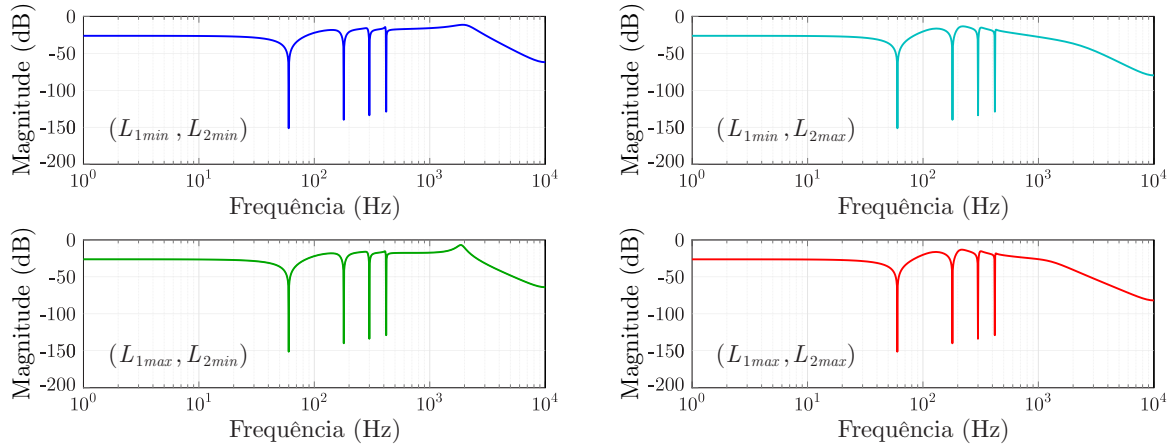 Magnitude (dB)
0
-50
-100
-150
-200
(L1min, L2min)
10^0 10^1 10^2 10^3 10^4
Frequência (Hz)
Magnitude (dB)
0
-50
-100
-150
-200
(L1min, L2max)
10^0 10^1 10^2 10^3 10^4
Frequência (Hz)
Magnitude (dB)
0
-50
-100
-150
-200
(L1max, L2min)
10^0 10^1 10^2 10^3 10^4
Frequência (Hz)
Magnitude (dB)
0
-50
-100
-150
-200
(L1max, L2max)
10^0 10^1 10^2 10^3 10^4
Frequência (Hz)